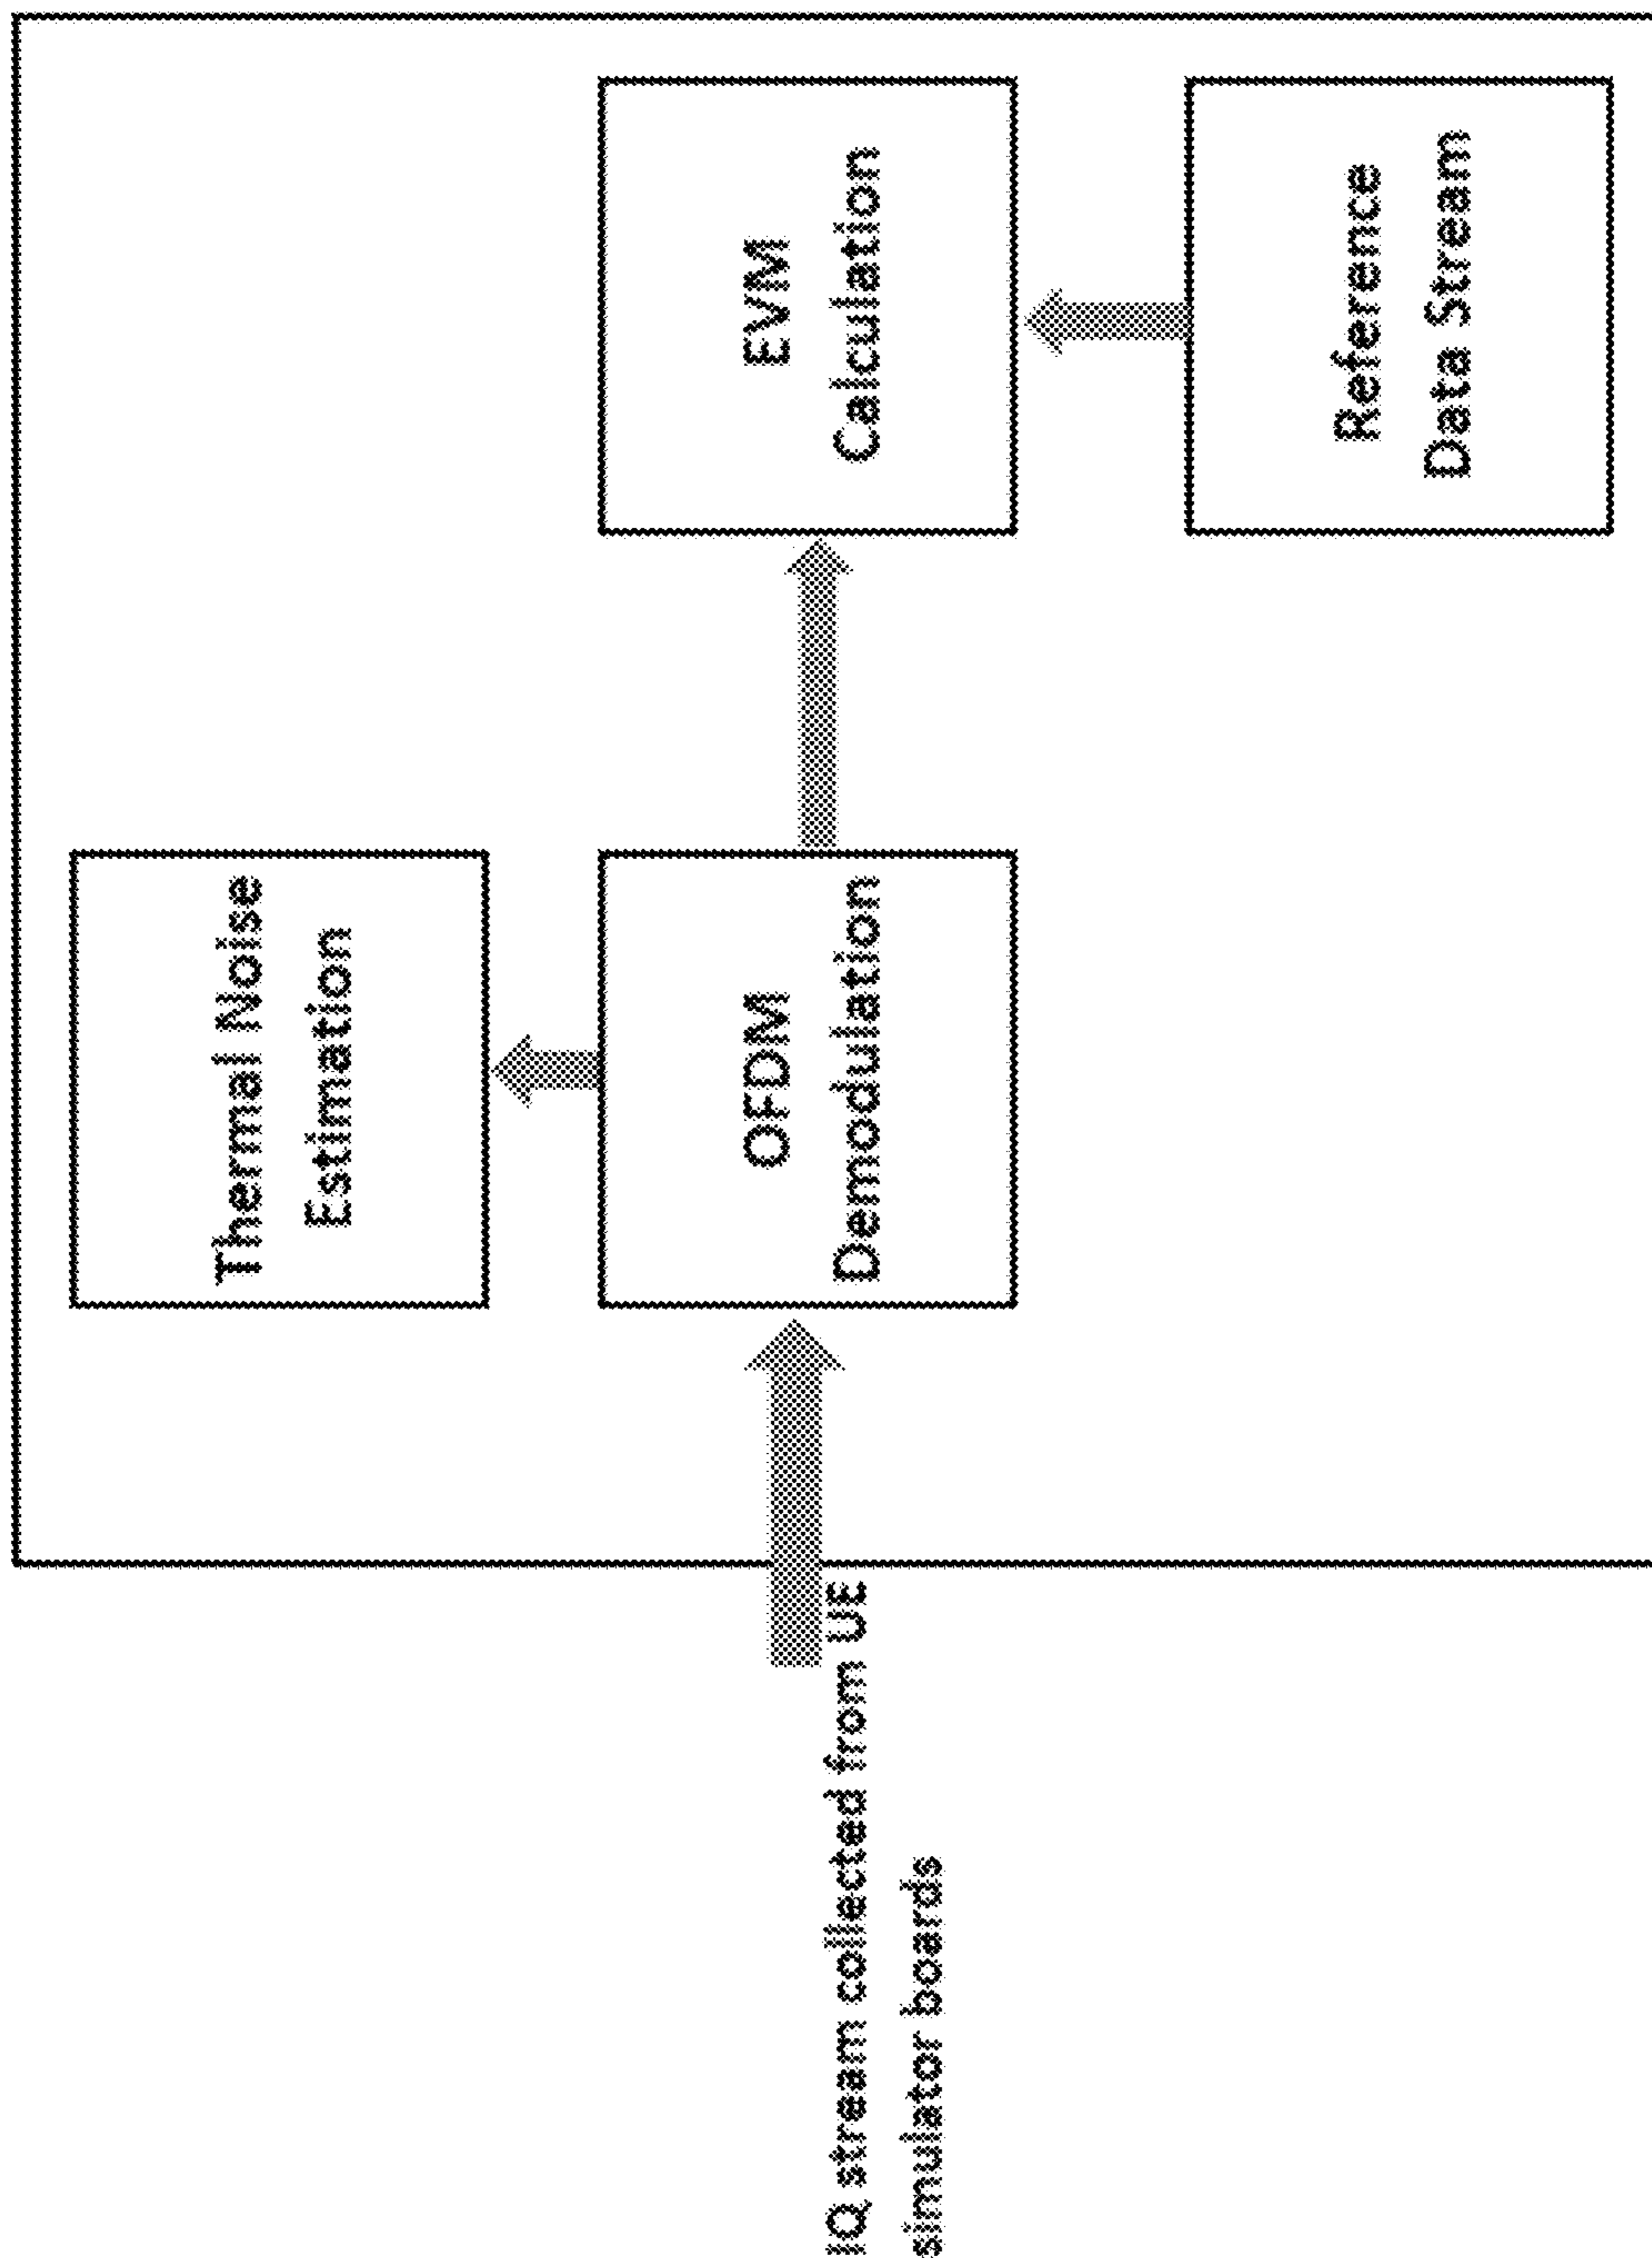 Thermal Noise
Estimation
IQ stream collected from UE
simulator boards
OFDM
Demodulation
EVM
Calculation
Reference
Data Stream